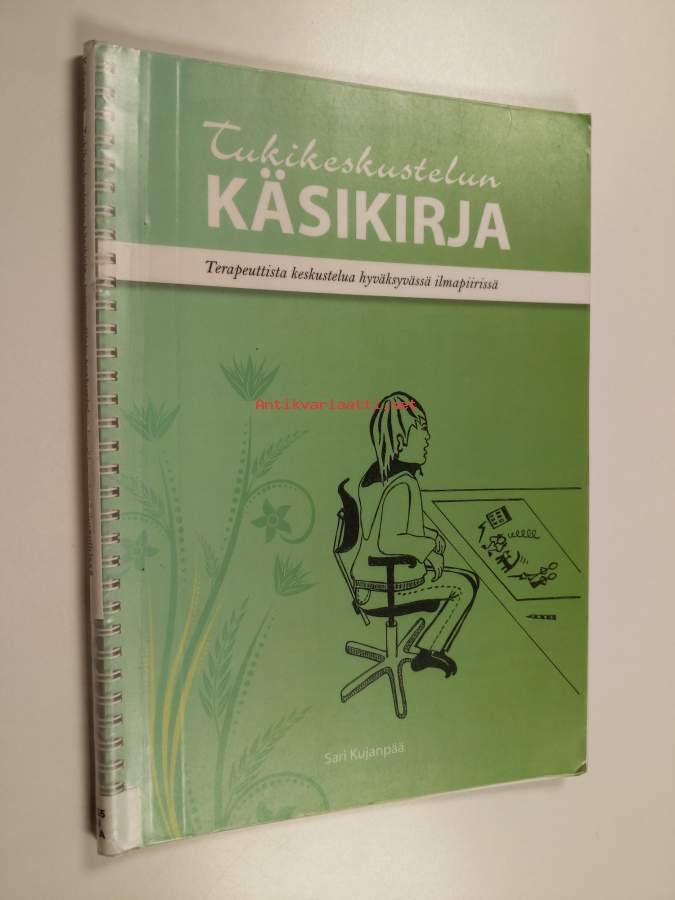 Tukikeskustelun
KÄSIKIRJA
Terapeuttista keskustelua hyväksyvässä ilmapiirissä
Antikvariaatti.net
Sari Kujanpää
A